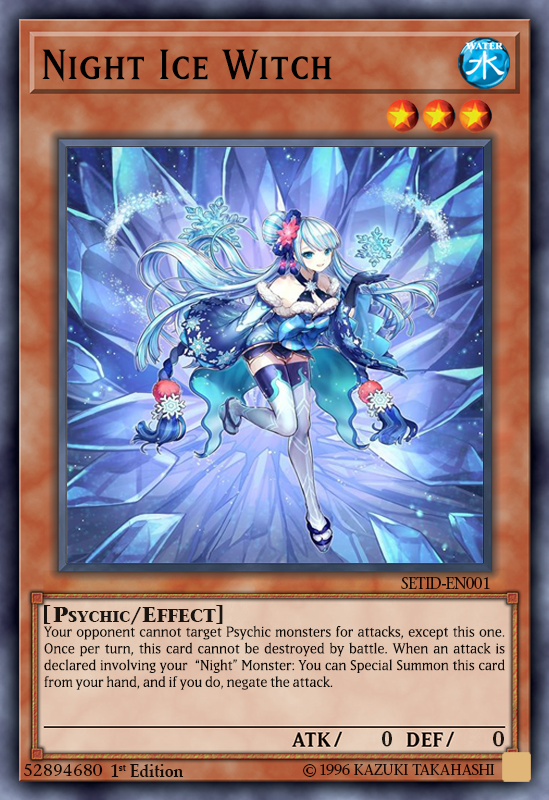 NIGHT ICE WITCH
WATER
水
SETID-EN001
[PSYCHIC/EFFECT]
Your opponent cannot target Psychic monsters for attacks, except this one.
Once per turn, this card cannot be destroyed by battle. When an attack is
declared involving your “Night” Monster: You can Special Summon this card
from your hand, and if you do, negate the attack.
ATK/ 0 DEF/ 0
52894680 1st Edition © 1996 KAZUKI TAKAHASHI